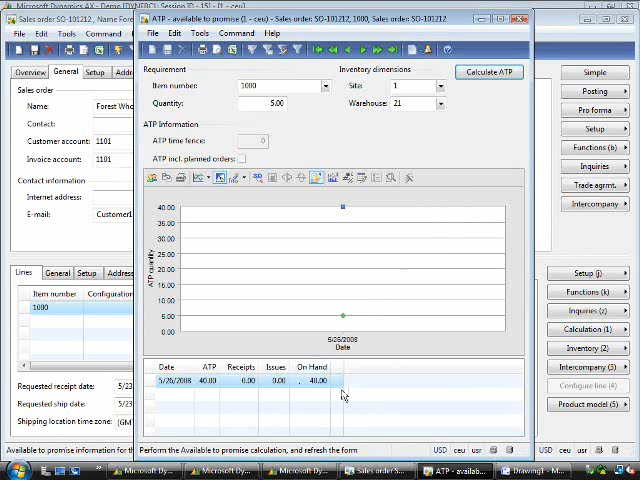 Microsoft Dynamics AX - Demo [DYNERC1: Session ID - 15] -
Sales order: SO-101212, Name Forest
File Edit Tools Command
Overview General Setup Address
Sales order
Name: Forest Who
Contact:
Customer account: 1101
Invoice account: 1101
Contact information
Internet address:
E-mail: Customer1
Lines General Setup Address
Item number Configuration
1000
Requested receipt date: 5/23
Requested ship date: 5/23
Shipping location time zone: (GMT
Available to promise information fo
ATP - available to promise (1 - ceu) - Sales order: SO-101212, 1000, Sales order: SO-101212
File Edit Tools Command Help
Requirement
Item number: 1000
Quantity: 5.00
Inventory dimensions
Site: 1
Warehouse: 21
Calculate ATP
ATP Information
ATP time fence: 0
ATP incl. planned orders:
ATP quantity
40.00
35.00
30.00
25.00
20.00
15.00
10.00
5.00
0.00
5/26/2008
Date
Date ATP Receipts Issues On Hand
5/26/2008 40.00 0.00 0.00 40.00
Perform the Available to promise calculation, and refresh the form USD ceu usr
Simple
Posting
Pro forma
Setup
Functions (b)
Inquiries
Trade agrmt.
Intercompany
Setup (j)
Functions (k)
Inquiries (z)
Calculation (1)
Inventory (2)
Intercompany (3)
Configure line (4)
Product model (5)
USD ceu usr
Microsoft Dy...
Microsoft Dy...
Microsoft Dy...
Sales order S...
ATP - availab...
Drawing1 - M...